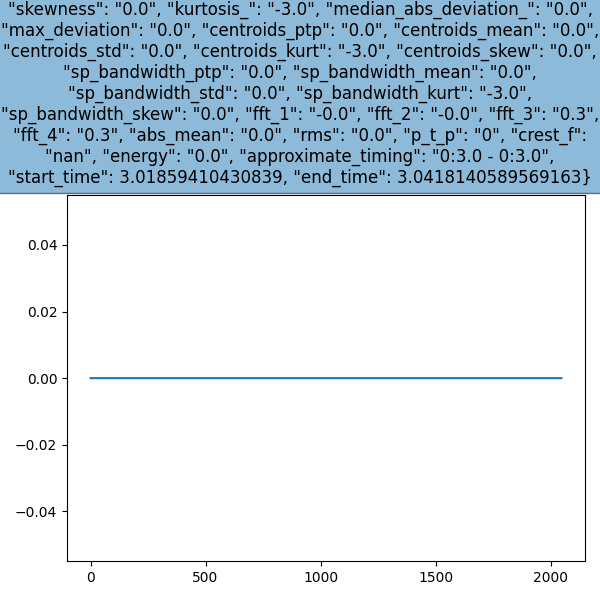 "skewness": "0.0", "kurtosis_": "-3.0", "median_abs_deviation_": "0.0",
"max_deviation": "0.0", "centroids_ptp": "0.0", "centroids_mean": "0.0",
"centroids_std": "0.0", "centroids_kurt": "-3.0", "centroids_skew": "0.0",
"sp_bandwidth_ptp": "0.0", "sp_bandwidth_mean": "0.0",
"sp_bandwidth_std": "0.0", "sp_bandwidth_kurt": "-3.0",
"sp_bandwidth_skew": "0.0", "fft_1": "-0.0", "fft_2": "-0.0", "fft_3": "0.3",
"fft_4": "0.3", "abs_mean": "0.0", "rms": "0.0", "p_t_p": "0", "crest_f":
"nan", "energy": "0.0", "approximate_timing": "0:3.0 - 0:3.0",
"start_time": 3.01859410430839, "end_time": 3.0418140589569163}
0.04
0.02
0.00
−0.02
−0.04
0 500 1000 1500 2000